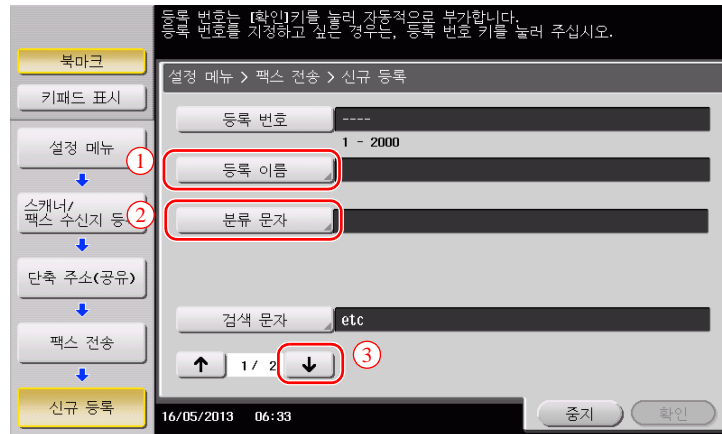 등록 번호는 [확인]키를 눌러 자동적으로 부가합니다.
등록 번호를 지정하고 싶은 경우는, 등록 번호 키를 눌러 주십시오.
북마크
키패드 표시
설정 메뉴
스캐너/
팩스 수신지 등
단축 주소(공유)
팩스 전송
신규 등록
설정 메뉴 > 팩스 전송 > 신규 등록
등록 번호 ----
1 - 2000
1 등록 이름
2 분류 문자
검색 문자 etc
↑ 1/ 2 ↓ 3
16/05/2013 06:33 중지 확인